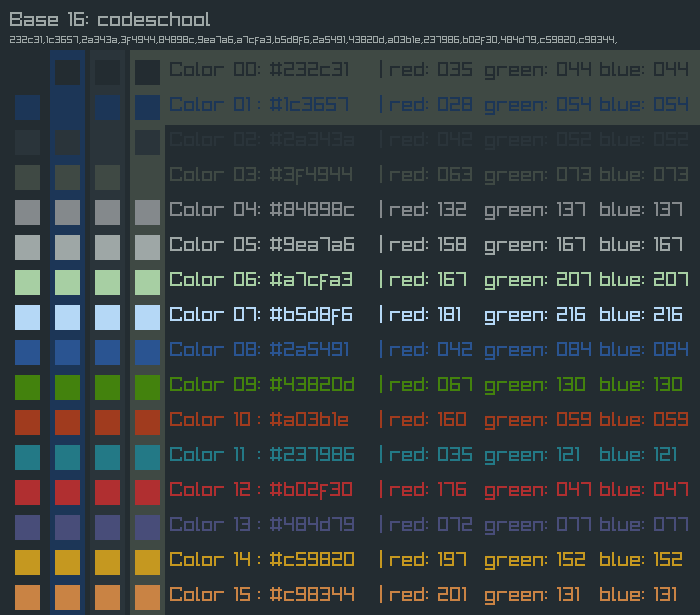 Base 16: codeschool
232c31,1c3657,2a343a,3f4944,84898c,9ea7a6,a7cfa3,b5d8f6,2a5491,43820d,a03b1e,237986,b02f30,484d79,c59820,c98344,
Color 00: #232c31 | red: 035 green: 044 blue: 044
Color 01 : #1c3657 | red: 028 green: 054 blue: 054
Color 02: #2a343a | red: 042 green: 052 blue: 052
Color 03: #3f4944 | red: 063 green: 073 blue: 073
Color 04: #84898c | red: 132 green: 137 blue: 137
Color 05: #9ea7a6 | red: 158 green: 167 blue: 167
Color 06: #a7cfa3 | red: 167 green: 207 blue: 207
Color 07: #b5d8f6 | red: 181 green: 216 blue: 216
Color 08: #2a5491 | red: 042 green: 084 blue: 084
Color 09: #43820d | red: 067 green: 130 blue: 130
Color 10 : #a03b1e | red: 160 green: 059 blue: 059
Color 11 : #237986 | red: 035 green: 121 blue: 121
Color 12 : #b02f30 | red: 176 green: 047 blue: 047
Color 13 : #484d79 | red: 072 green: 077 blue: 077
Color 14 : #c59820 | red: 197 green: 152 blue: 152
Color 15 : #c98344 | red: 201 green: 131 blue: 131